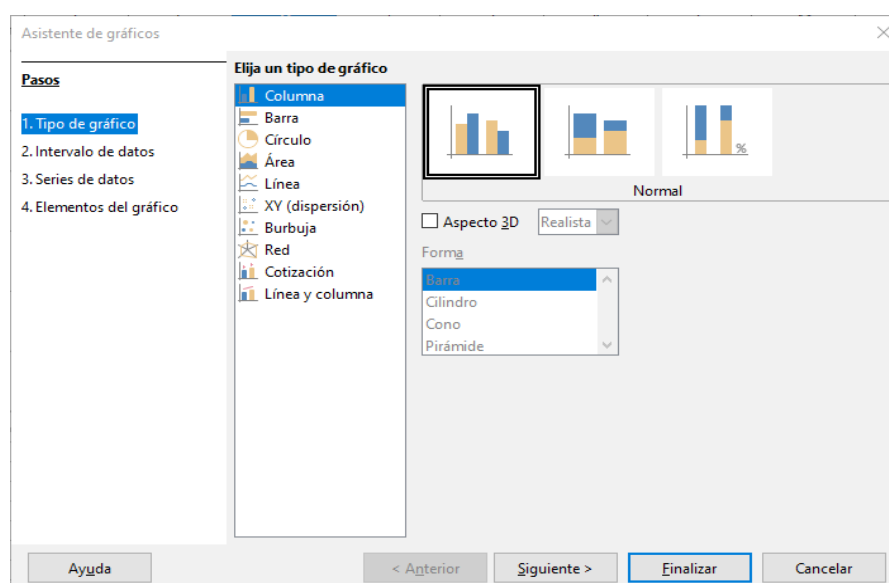 Asistente de gráficos
Pasos
1. Tipo de gráfico
2. Intervalo de datos
3. Series de datos
4. Elementos del gráfico
Elija un tipo de gráfico
Columna
Barra
Círculo
Área
Línea
XY (dispersión)
Burbuja
Red
Cotización
Línea y columna
%
Normal
Aspecto 3D
Realista
Forma
Barra
Cilindro
Cono
Pirámide
Ayuda
< Anterior
Siguiente >
Finalizar
Cancelar